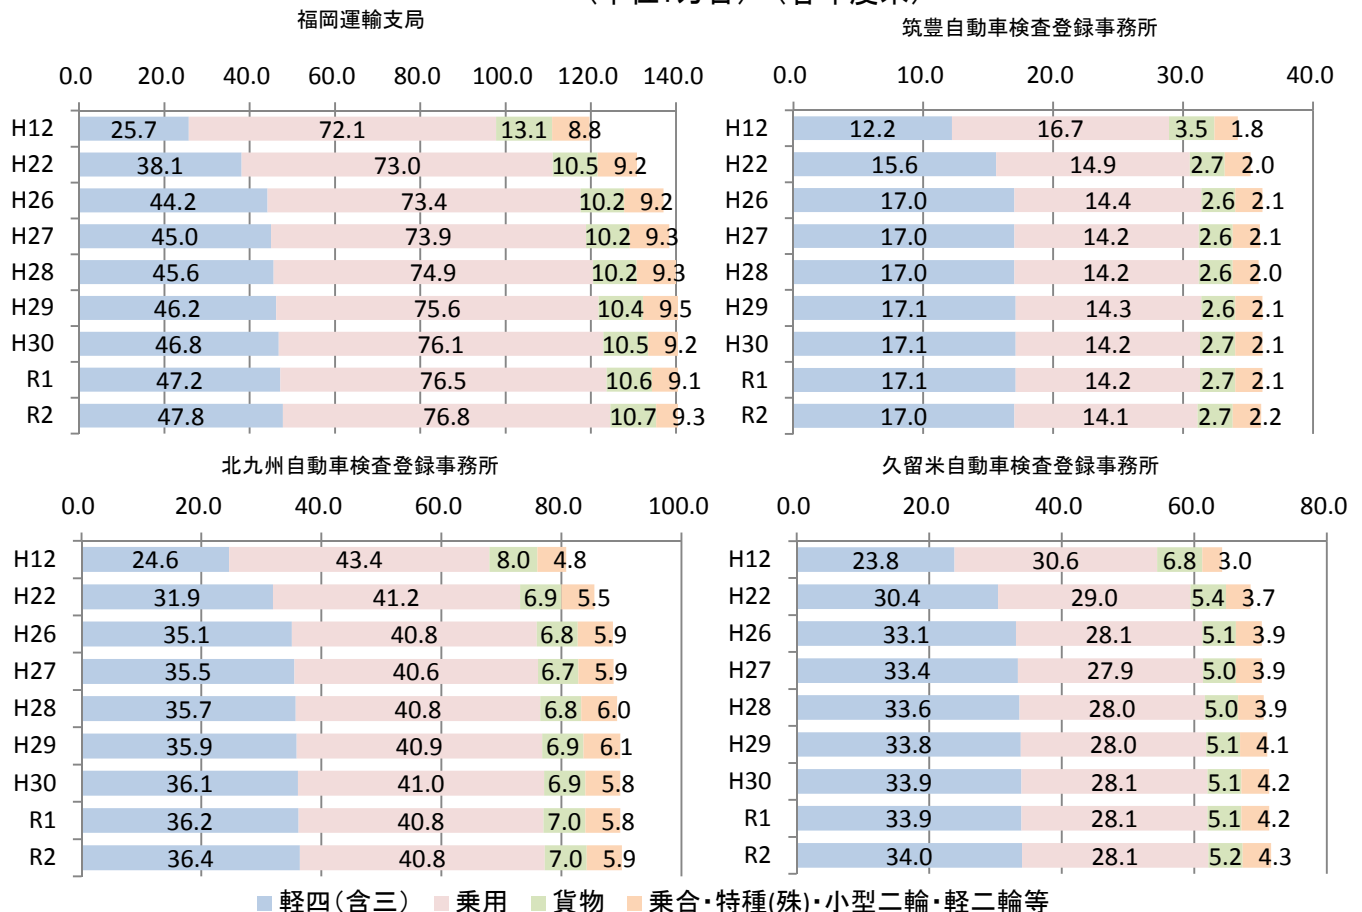 福岡運輸支局
0.0 20.0 40.0 60.0 80.0 100.0 120.0 140.0
H12 25.7 72.1 13.1 8.8
H22 38.1 73.0 10.5 9.2
H26 44.2 73.4 10.2 9.2
H27 45.0 73.9 10.2 9.3
H28 45.6 74.9 10.2 9.3
H29 46.2 75.6 10.4 9.5
H30 46.8 76.1 10.5 9.2
R1 47.2 76.5 10.6 9.1
R2 47.8 76.8 10.7 9.3
筑豊自動車検査登録事務所
0.0 10.0 20.0 30.0 40.0
H12 12.2 16.7 3.5 1.8
H22 15.6 14.9 2.7 2.0
H26 17.0 14.4 2.6 2.1
H27 17.0 14.2 2.6 2.1
H28 17.0 14.2 2.6 2.0
H29 17.1 14.3 2.6 2.1
H30 17.1 14.2 2.7 2.1
R1 17.1 14.2 2.7 2.1
R2 17.0 14.1 2.7 2.2
北九州自動車検査登録事務所
0.0 20.0 40.0 60.0 80.0 100.0
H12 24.6 43.4 8.0 4.8
H22 31.9 41.2 6.9 5.5
H26 35.1 40.8 6.8 5.9
H27 35.5 40.6 6.7 5.9
H28 35.7 40.8 6.8 6.0
H29 35.9 40.9 6.9 6.1
H30 36.1 41.0 6.9 5.8
R1 36.2 40.8 7.0 5.8
R2 36.4 40.8 7.0 5.9
久留米自動車検査登録事務所
0.0 20.0 40.0 60.0 80.0
H12 23.8 30.6 6.8 3.0
H22 30.4 29.0 5.4 3.7
H26 33.1 28.1 5.1 3.9
H27 33.4 27.9 5.0 3.9
H28 33.6 28.0 5.0 3.9
H29 33.8 28.0 5.1 4.1
H30 33.9 28.1 5.1 4.2
R1 33.9 28.1 5.1 4.2
R2 34.0 28.1 5.2 4.3
軽四(含三) 乗用 貨物 乗合・特種(殊)・小型二輪・軽二輪等